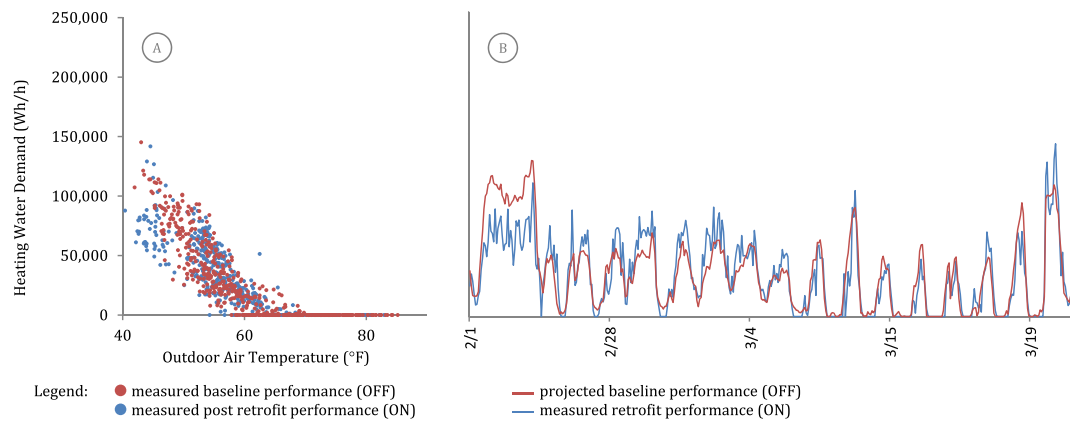 250,000
200,000
150,000
100,000
50,000
0
Heating Water Demand (Wh/h)
A
40
60
80
Outdoor Air Temperature (°F)
B
2/1
2/28
3/4
3/15
3/19
Legend:
measured baseline performance (OFF)
measured post retrofit performance (ON)
projected baseline performance (OFF)
measured retrofit performance (ON)